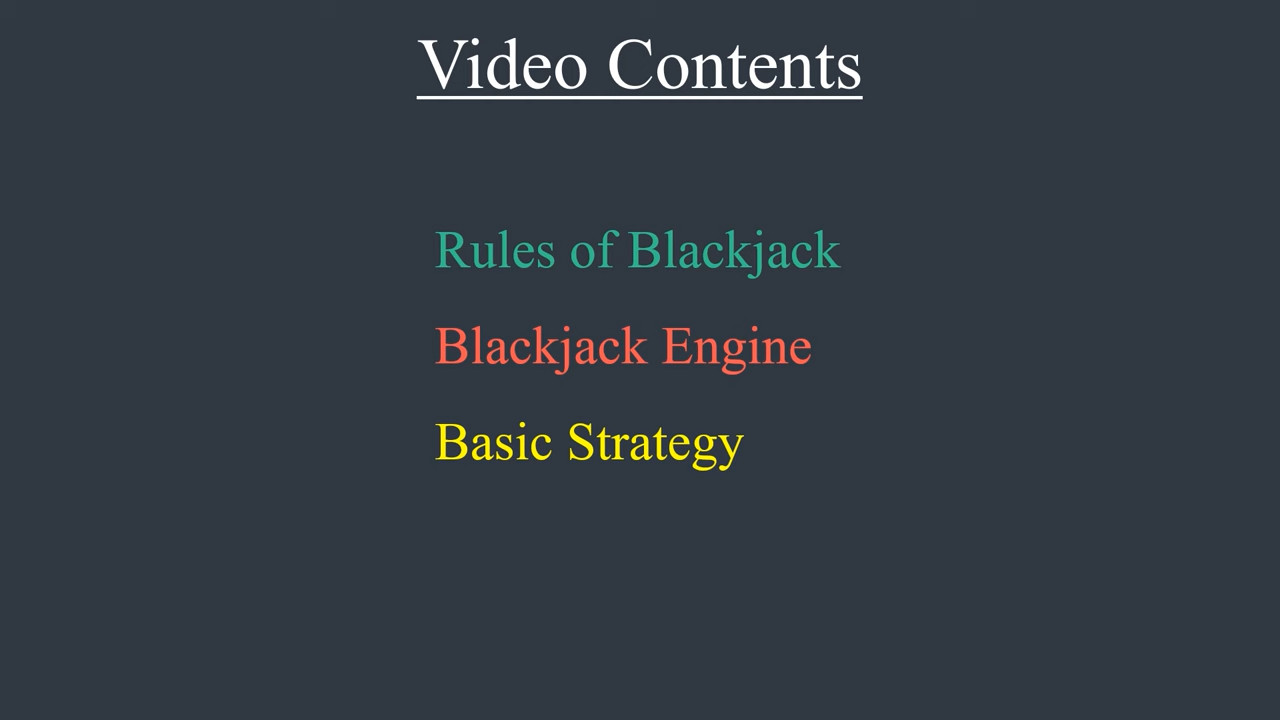 Video Contents
Rules of Blackjack
Blackjack Engine
Basic Strategy